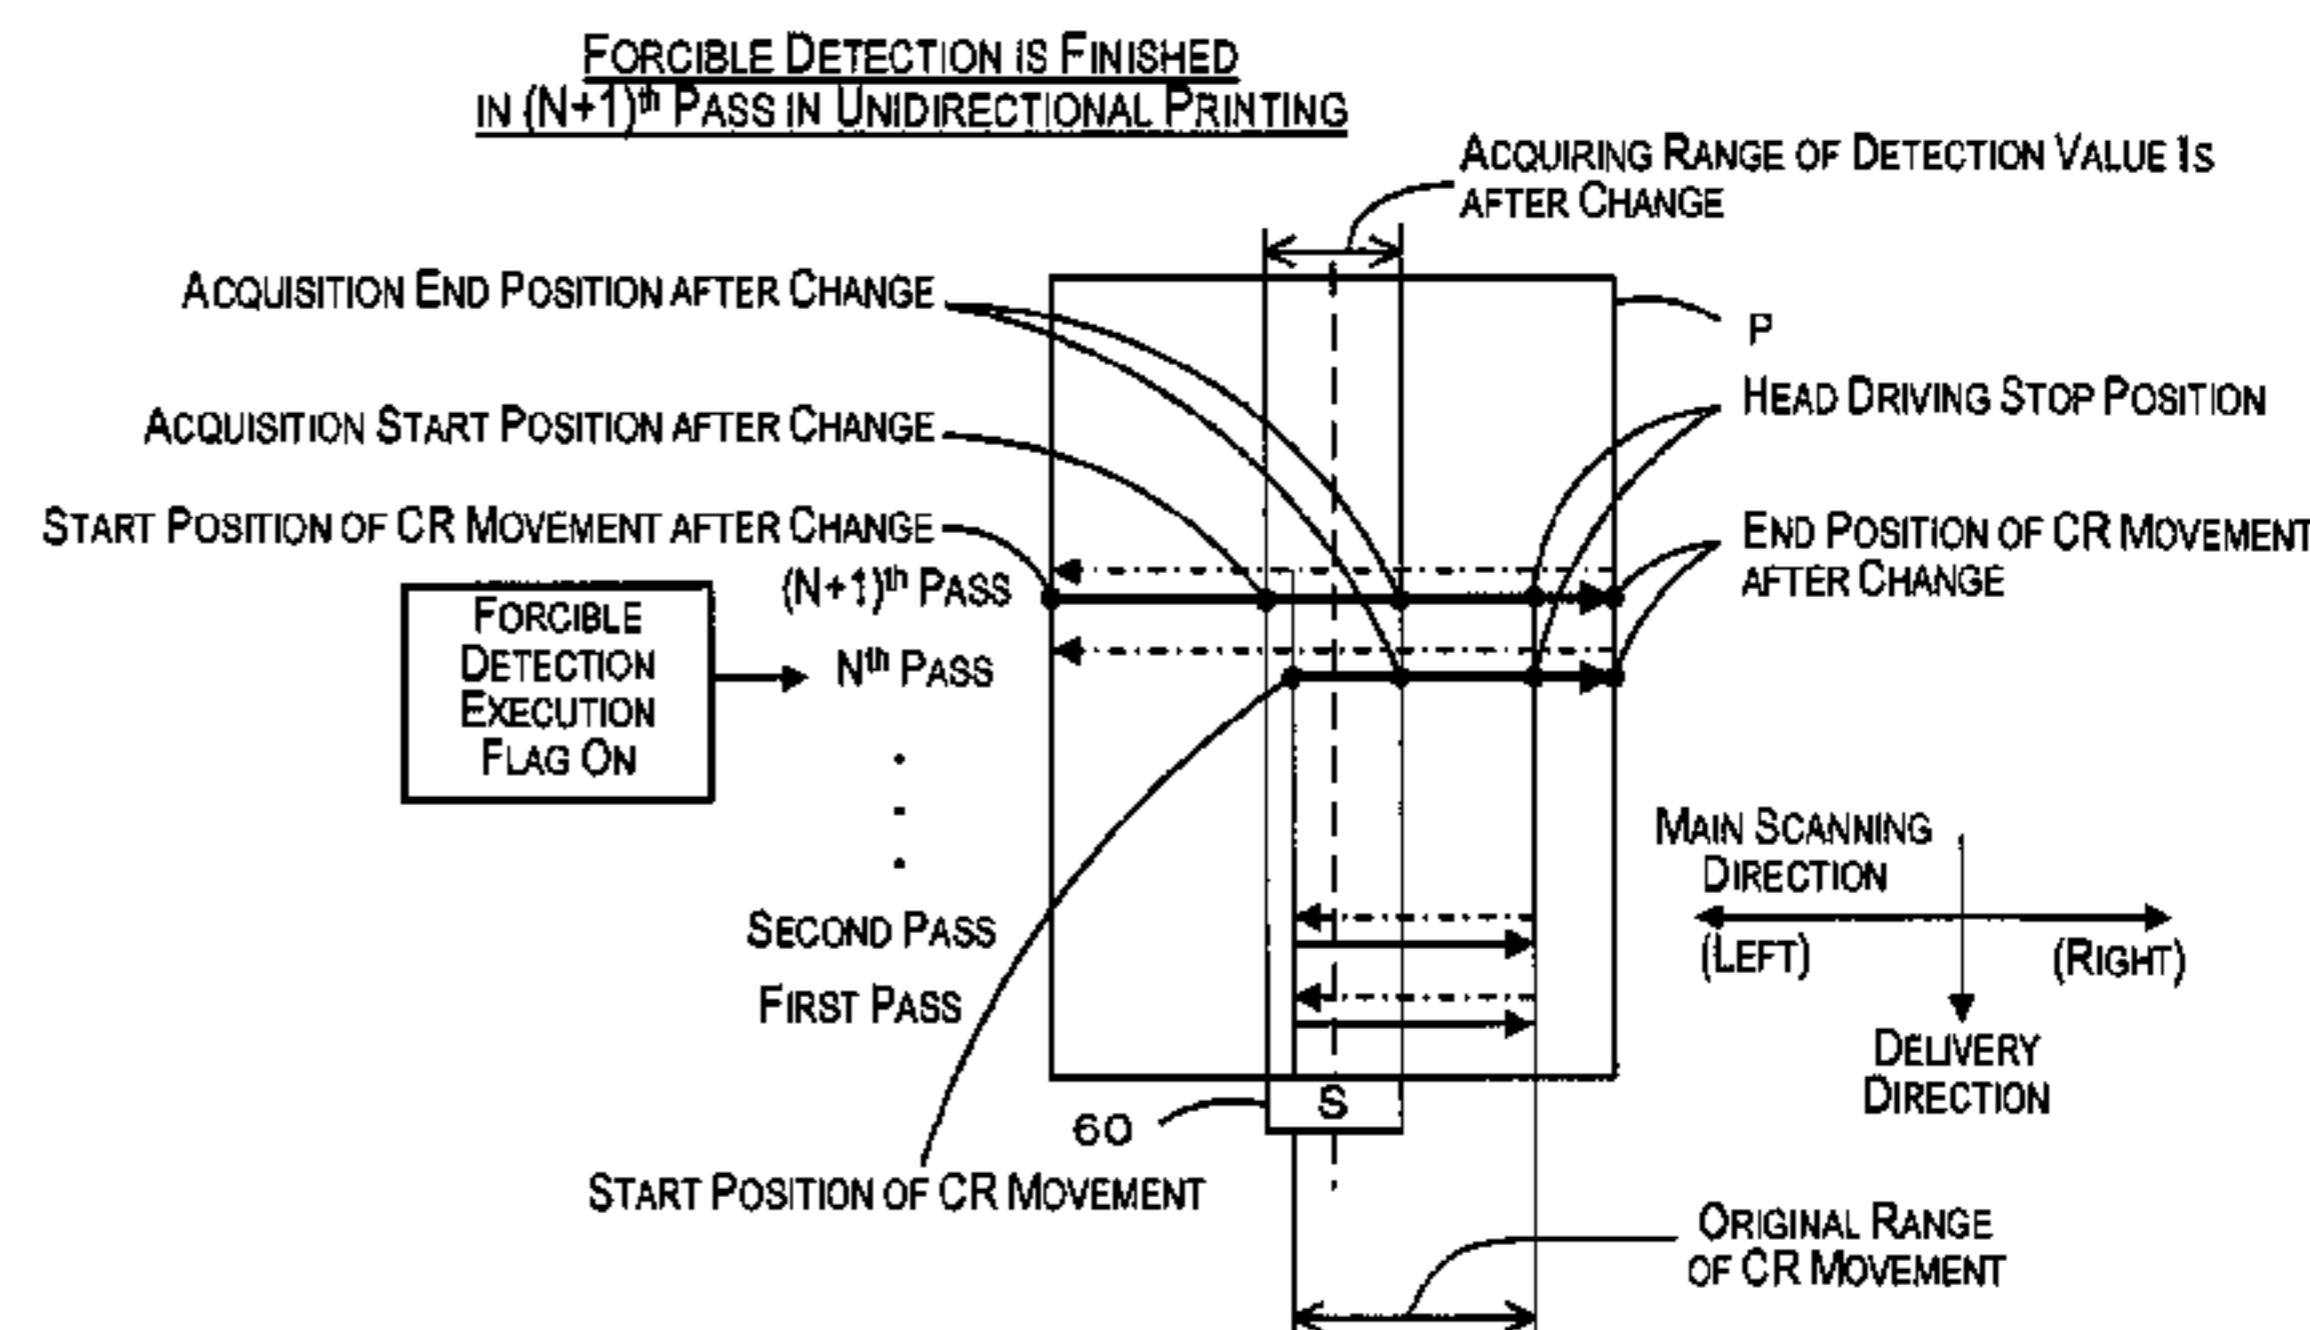 FORCIBLE DETECTION IS FINISHED
IN (N+1)th PASS IN UNIDIRECTIONAL PRINTING
ACQUIRING RANGE OF DETECTION VALUE Is
AFTER CHANGE
ACQUISITION END POSITION AFTER CHANGE
P
HEAD DRIVING STOP POSITION
ACQUISITION START POSITION AFTER CHANGE
START POSITION OF CR MOVEMENT AFTER CHANGE
END POSITION OF CR MOVEMENT
AFTER CHANGE
(N+1)th PASS
FORCIBLE
DETECTION
EXECUTION
FLAG ON
Nth PASS
MAIN SCANNING
DIRECTION
(LEFT)
(RIGHT)
SECOND PASS
FIRST PASS
DELIVERY
DIRECTION
S
60
START POSITION OF CR MOVEMENT
ORIGINAL RANGE
OF CR MOVEMENT